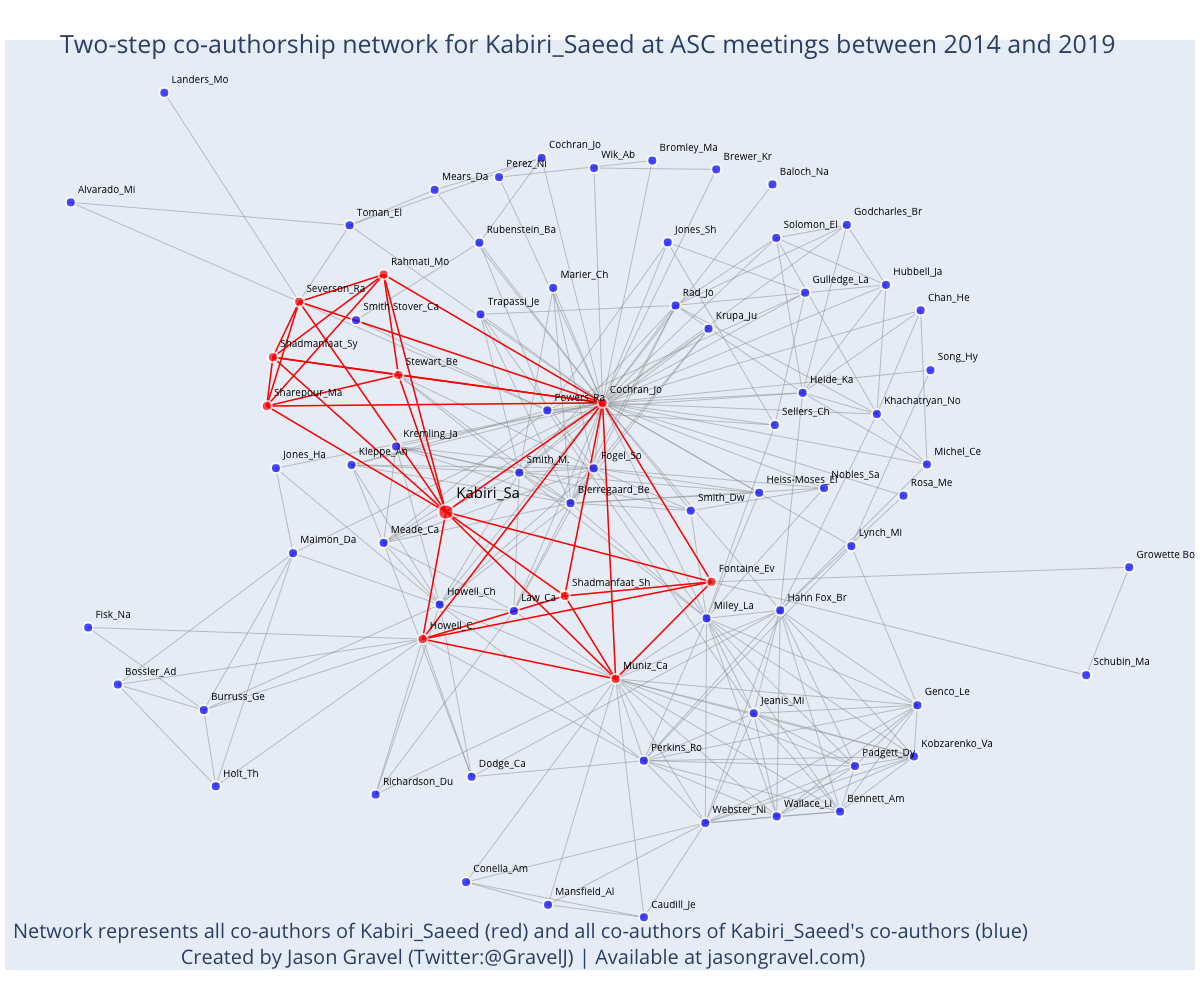 Two-step co-authorship network for Kabiri_Saeed at ASC meetings between 2014 and 2019
Landers_Mo
Cochran_Jo
Wik_Ab
Bromley_Ma
Brewer_Kr
Perez_Ni
Baloch_Na
Mears_Da
Alvarado_Mi
Toman_El
Godcharles_Br
Solomon_El
Rubenstein_Ba
Jones_Sh
Rahmati_Mo
Marier_Ch
Hubbell_Ja
Gulledge_La
Severson_Ra
Rad_Jo
Chan_He
Trapassi_Je
Smith Stover_Ca
Krupa_Ju
Shadmanfaat_Sy
Song_Hy
Stewart_Be
Heide_Ka
Sharepour_Ma
Cochran_Jo
Powers_Ra
Khachatryan_No
Sellers_Ch
Kremling_Ja
Jones_Ha
Kleppe_An
Smith_M.
Fogel_So
Michel_Ce
Heiss-Moses_El
Nobles_Sa
Rosa_Me
Kabiri_Sa
Bjerregaard_Be
Smith_Dw
Meade_Ca
Lynch_Mi
Maimon_Da
Growette Bo
Fontaine_Ev
Howell_Ch
Law_Ca
Shadmanfaat_Sh
Hahn Fox_Br
Miley_La
Fisk_Na
Howell_C.
Muniz_Ca
Schubin_Ma
Bossler_Ad
Burruss_Ge
Genco_Le
Jeanis_Mi
Perkins_Ro
Padgett_Dy
Kobzarenko_Va
Holt_Th
Dodge_Ca
Richardson_Du
Webster_Ni
Wallace_Li
Bennett_Am
Conella_Am
Mansfield_Al
Caudill_Je
Network represents all co-authors of Kabiri_Saeed (red) and all co-authors of Kabiri_Saeed's co-authors (blue)
Created by Jason Gravel (Twitter:@GravelJ) | Available at jasongravel.com)